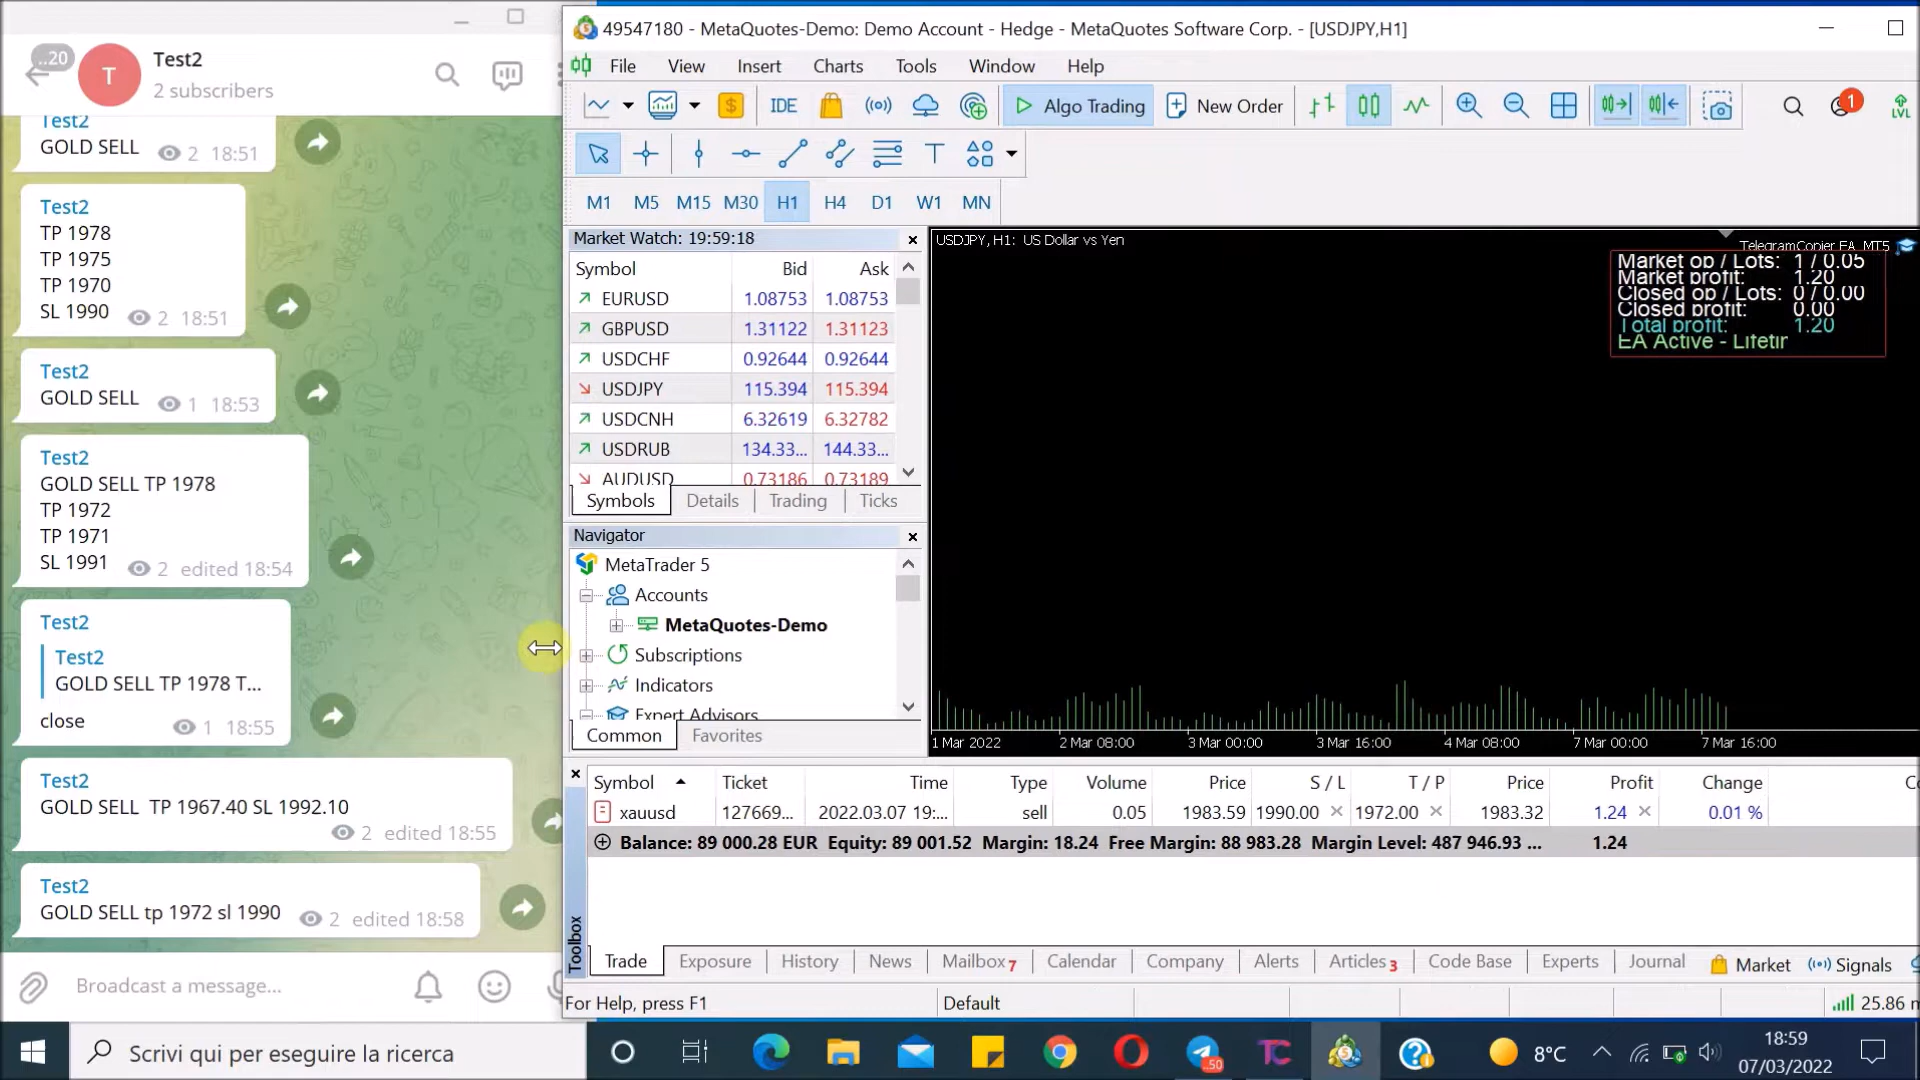 ..20
T
Test2
2 subscribers
Test2
GOLD SELL 2 18:51
Test2
TP 1978
TP 1975
TP 1970
SL 1990 2 18:51
Test2
GOLD SELL 1 18:53
Test2
GOLD SELL TP 1978
TP 1972
TP 1971
SL 1991 2 edited 18:54
Test2
Test2
GOLD SELL TP 1978 T...
close 1 18:55
Test2
GOLD SELL TP 1967.40 SL 1992.10
2 edited 18:55
Test2
GOLD SELL tp 1972 sl 1990 2 edited 18:58
Broadcast a message...
49547180 - MetaQuotes-Demo: Demo Account - Hedge - MetaQuotes Software Corp. - [USDJPY,H1]
File View Insert Charts Tools Window Help
IDE Algo Trading New Order 1 LVL
M1 M5 M15 M30 H1 H4 D1 W1 MN
Market Watch: 19:59:18
Symbol Bid Ask
EURUSD 1.08753 1.08753
GBPUSD 1.31122 1.31123
USDCHF 0.92644 0.92644
USDJPY 115.394 115.394
USDCNH 6.32619 6.32782
USDRUB 134.33... 144.33...
AUDUSD 0.73186 0.73189
Symbols Details Trading Ticks
Navigator
MetaTrader 5
Accounts
MetaQuotes-Demo
Subscriptions
Indicators
Expert Advisors
Common Favorites
USDJPY, H1: US Dollar vs Yen
TelegramCopier EA_MT5
Market op / Lots: 1 / 0.05
Market profit: 1.20
Closed op / Lots: 0 / 0.00
Closed profit: 0.00
Total profit: 1.20
EA Active - Lifetir
1 Mar 2022 2 Mar 08:00 3 Mar 00:00 3 Mar 16:00 4 Mar 08:00 7 Mar 00:00 7 Mar 16:00
Symbol Ticket Time Type Volume Price S / L T / P Price Profit Change Co
xauusd 127669... 2022.03.07 19:... sell 0.05 1983.59 1990.00 1972.00 1983.32 1.24 0.01 %
Balance: 89 000.28 EUR Equity: 89 001.52 Margin: 18.24 Free Margin: 88 983.28 Margin Level: 487 946.93 ... 1.24
Toolbox
Trade Exposure History News Mailbox 7 Calendar Company Alerts Articles 3 Code Base Experts Journal Market Signals
For Help, press F1 Default 25.86 m
Scrivi qui per eseguire la ricerca
.50
TC
8°C
18:59
07/03/2022